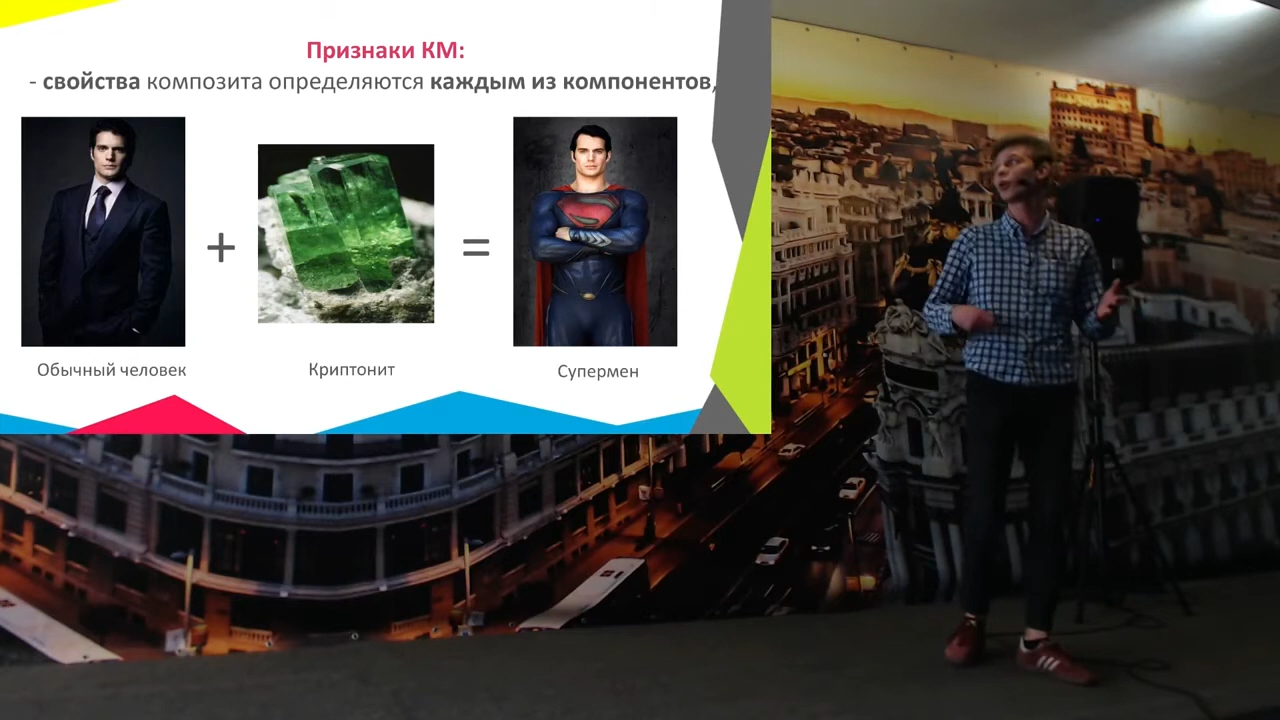 Признаки КМ:
- свойства композита определяются каждым из компонентов,
+
=
Обычный человек
Криптонит
Супермен